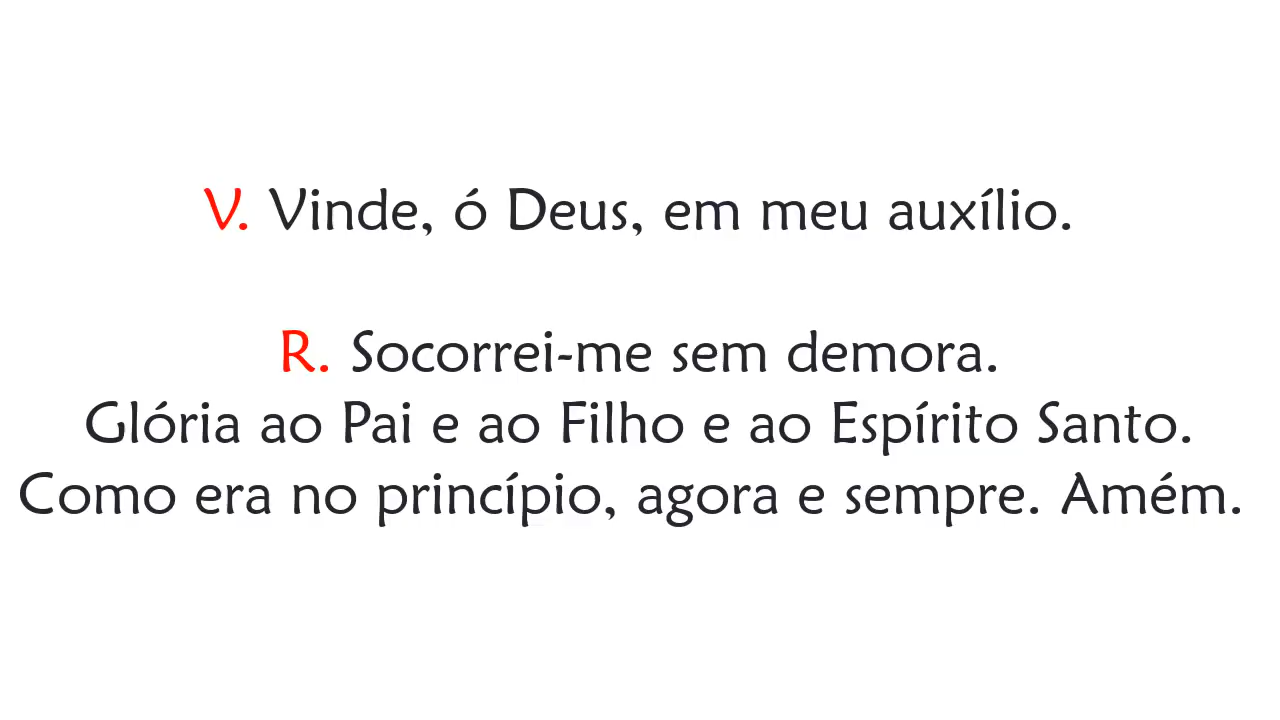 V. Vinde, ó Deus, em meu auxílio.
R. Socorrei-me sem demora.
Glória ao Pai e ao Filho e ao Espírito Santo.
Como era no princípio, agora e sempre. Amém.